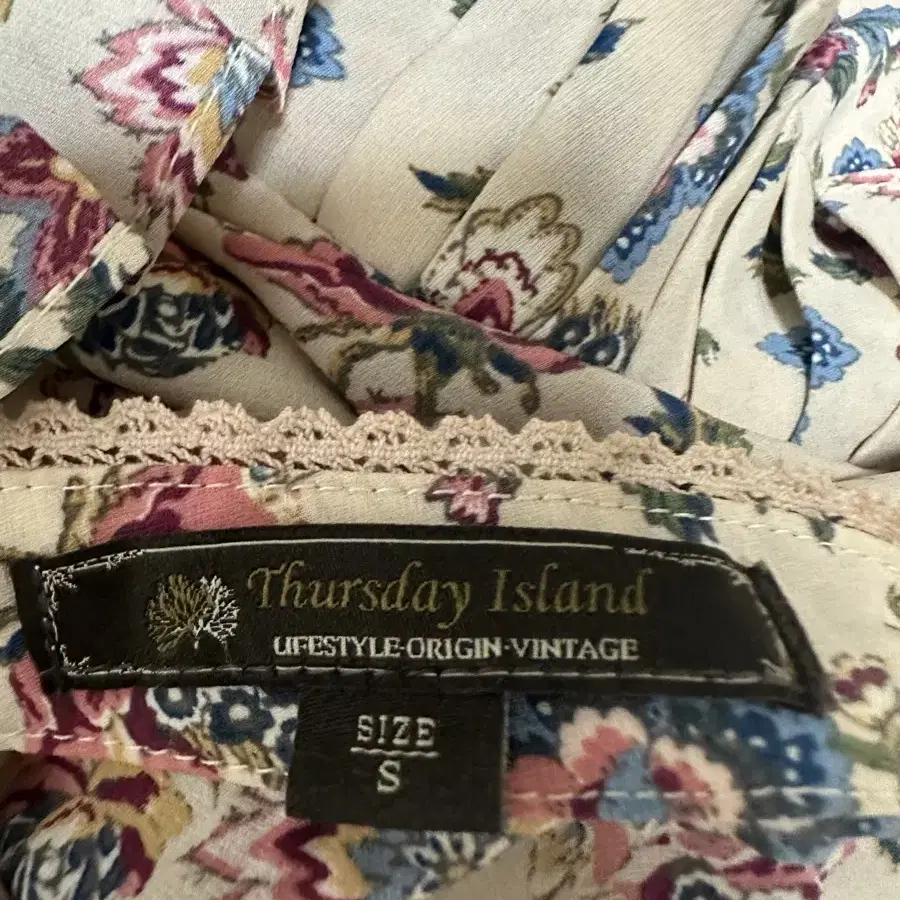 Thursday Island
LIFESTYLE·ORIGIN·VINTAGE
SIZE
S